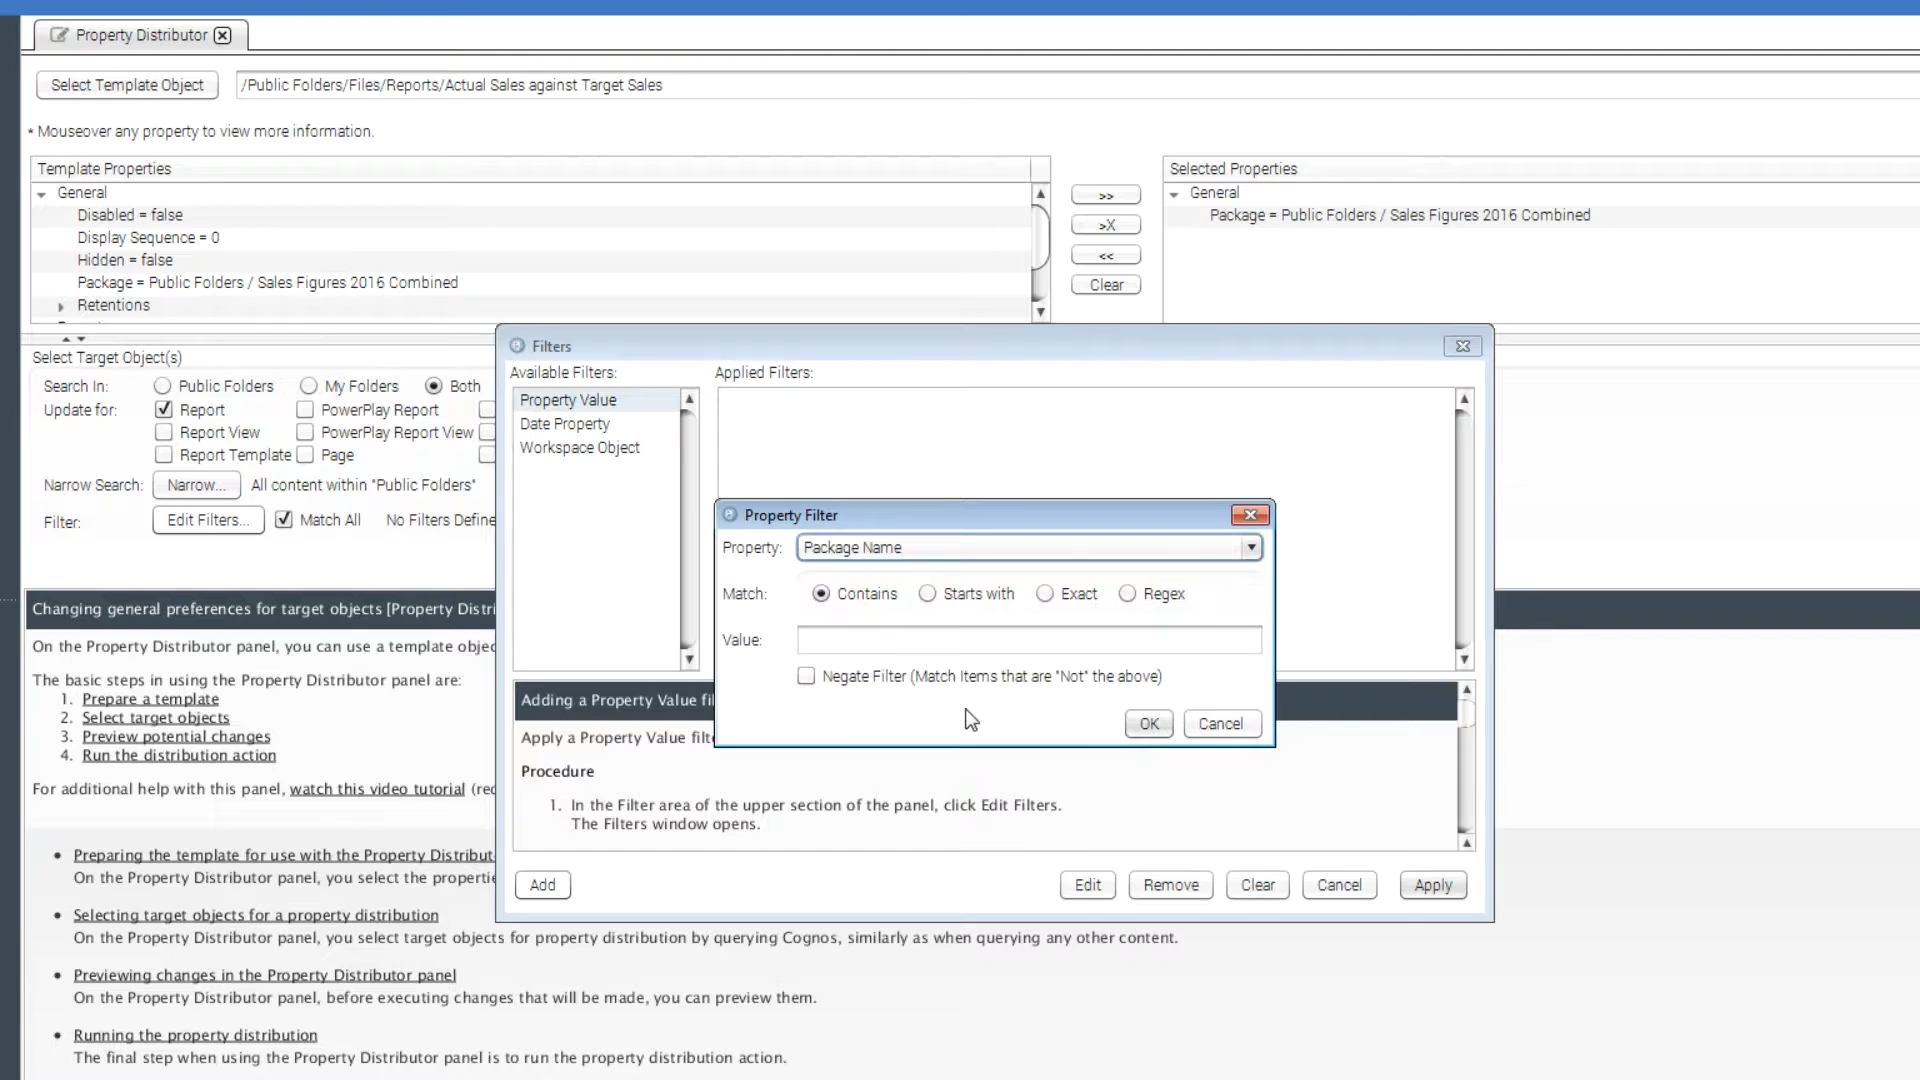 Property Distributor
Select Template Object
/Public Folders/Files/Reports/Actual Sales against Target Sales
* Mouseover any property to view more information.
Template Properties
General
Disabled = false
Display Sequence = 0
Hidden = false
Package = Public Folders / Sales Figures 2016 Combined
Retentions
>>
>X
<<
Clear
Selected Properties
General
Package = Public Folders / Sales Figures 2016 Combined
Select Target Object(s)
Search In: Public Folders My Folders Both
Update for: Report PowerPlay Report
Report View PowerPlay Report View
Report Template Page
Narrow Search: Narrow... All content within "Public Folders"
Filter: Edit Filters... Match All No Filters Define
Filters
Available Filters: Applied Filters:
Property Value
Date Property
Workspace Object
Property Filter
Property: Package Name
Match: Contains Starts with Exact Regex
Value:
Negate Filter (Match Items that are "Not" the above)
OK Cancel
Adding a Property Value fil
Apply a Property Value filte
Procedure
1. In the Filter area of the upper section of the panel, click Edit Filters.
The Filters window opens.
Add Edit Remove Clear Cancel Apply
Changing general preferences for target objects [Property Distri
On the Property Distributor panel, you can use a template objec
The basic steps in using the Property Distributor panel are:
1. Prepare a template
2. Select target objects
3. Preview potential changes
4. Run the distribution action
For additional help with this panel, watch this video tutorial (rec
• Preparing the template for use with the Property Distribut
On the Property Distributor panel, you select the propertie
• Selecting target objects for a property distribution
On the Property Distributor panel, you select target objects for property distribution by querying Cognos, similarly as when querying any other content.
• Previewing changes in the Property Distributor panel
On the Property Distributor panel, before executing changes that will be made, you can preview them.
• Running the property distribution
The final step when using the Property Distributor panel is to run the property distribution action.